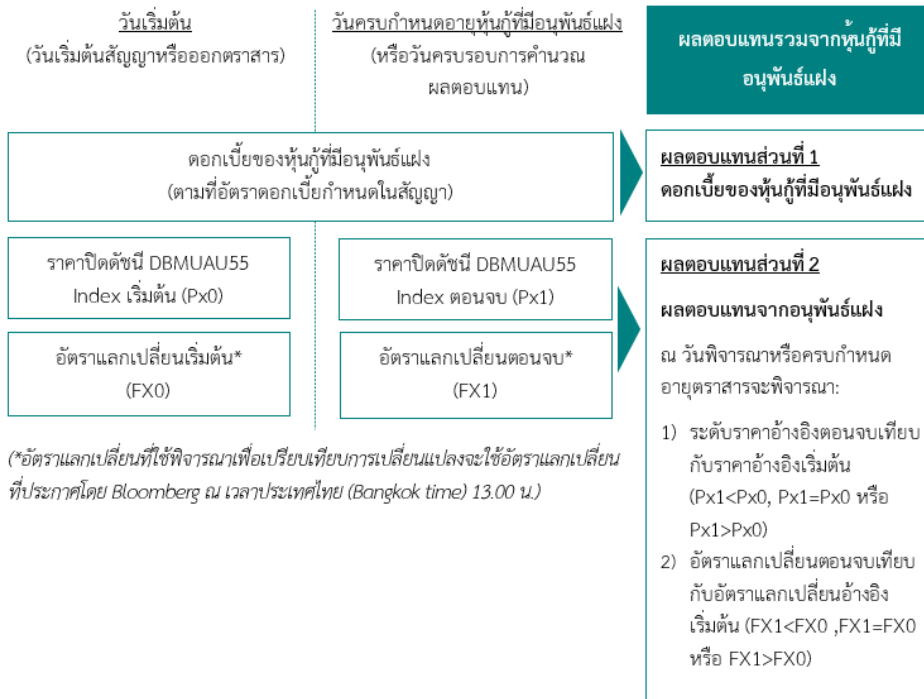 วันเริ่มต้น
(วันเริ่มต้นสัญญาหรือออกตราสาร)
วันครบกำหนดอายุหุ้นกู้ที่มีอนุพันธ์แฝง
(หรือวันครบรอบการคำนวณ
ผลตอบแทน)
ผลตอบแทนรวมจากหุ้นกู้ที่มี
อนุพันธ์แฝง
ดอกเบี้ยของหุ้นกู้ที่มีอนุพันธ์แฝง
(ตามที่อัตราดอกเบี้ยกำหนดในสัญญา)
ผลตอบแทนส่วนที่ 1
ดอกเบี้ยของหุ้นกู้ที่มีอนุพันธ์แฝง
ราคาปิดดัชนี DBMUAU55
Index เริ่มต้น (Px0)
ราคาปิดดัชนี DBMUAU55
Index ตอนจบ (Px1)
อัตราแลกเปลี่ยนเริ่มต้น*
(FX0)
อัตราแลกเปลี่ยนตอนจบ*
(FX1)
(*อัตราแลกเปลี่ยนที่ใช้พิจารณาเพื่อเปรียบเทียบการเปลี่ยนแปลงจะใช้อัตราแลกเปลี่ยน
ที่ประกาศโดย Bloomberg ณ เวลาประเทศไทย (Bangkok time) 13.00 น.)
ผลตอบแทนส่วนที่ 2
ผลตอบแทนจากอนุพันธ์แฝง
ณ วันพิจารณาหรือครบกำหนด
อายุตราสารจะพิจารณา:
1) ระดับราคาอ้างอิงตอนจบเทียบ
กับราคาอ้างอิงเริ่มต้น
(Px1<Px0, Px1=Px0 หรือ
Px1>Px0)
2) อัตราแลกเปลี่ยนตอนจบเทียบ
กับอัตราแลกเปลี่ยนอ้างอิง
เริ่มต้น (FX1<FX0 ,FX1=FX0
หรือ FX1>FX0)